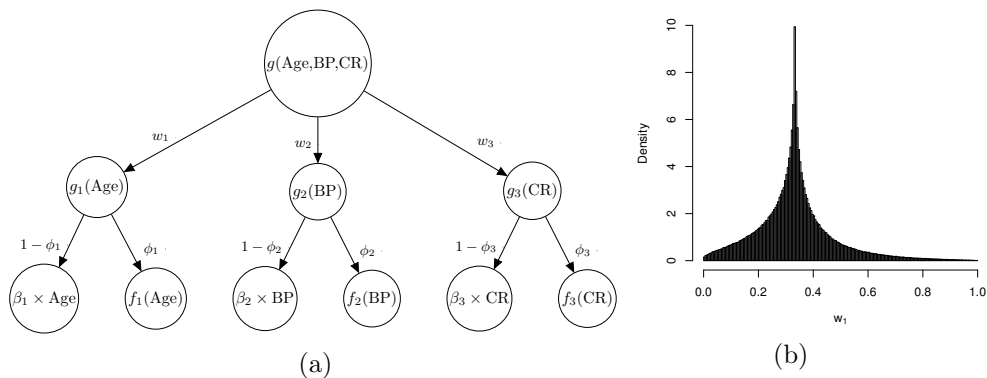 g(Age,BP,CR)
w₁
w₂
w₃
g₁(Age)
g₂(BP)
g₃(CR)
1 − ϕ₁
ϕ₁
1 − ϕ₂
ϕ₂
1 − ϕ₃
ϕ₃
β₁ × Age
f₁(Age)
β₂ × BP
f₂(BP)
β₃ × CR
f₃(CR)
(a)
Density
10
8
6
4
2
0
0.0 0.2 0.4 0.6 0.8 1.0
w₁
(b)